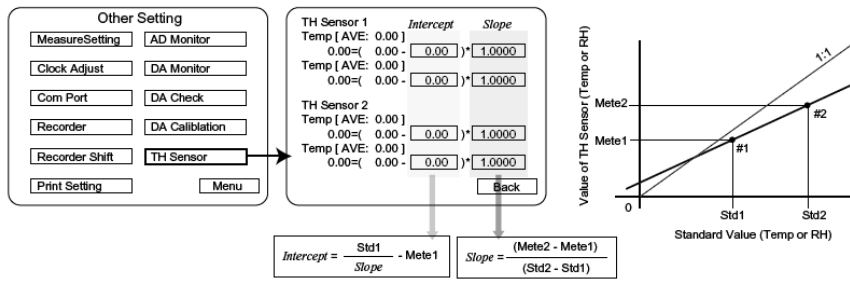 Other Setting
MeasureSetting
AD Monitor
Clock Adjust
DA Monitor
Com Port
DA Check
Recorder
DA Caliblation
Recorder Shift
TH Sensor
Print Setting
Menu
TH Sensor 1
Intercept
Slope
Temp [ AVE: 0.00 ]
0.00=( 0.00 - 0.00 )* 1.0000
Temp [ AVE: 0.00 ]
0.00=( 0.00 - 0.00 )* 1.0000
TH Sensor 2
Temp [ AVE: 0.00 ]
0.00=( 0.00 - 0.00 )* 1.0000
Temp [ AVE: 0.00 ]
0.00=( 0.00 - 0.00 )* 1.0000
Back
Intercept = Std1 / Slope - Mete1
Slope = (Mete2 - Mete1) / (Std2 - Std1)
Value of TH Sensor (Temp or RH)
1:1
Mete2
#2
Mete1
#1
0
Std1
Std2
Standard Value (Temp or RH)